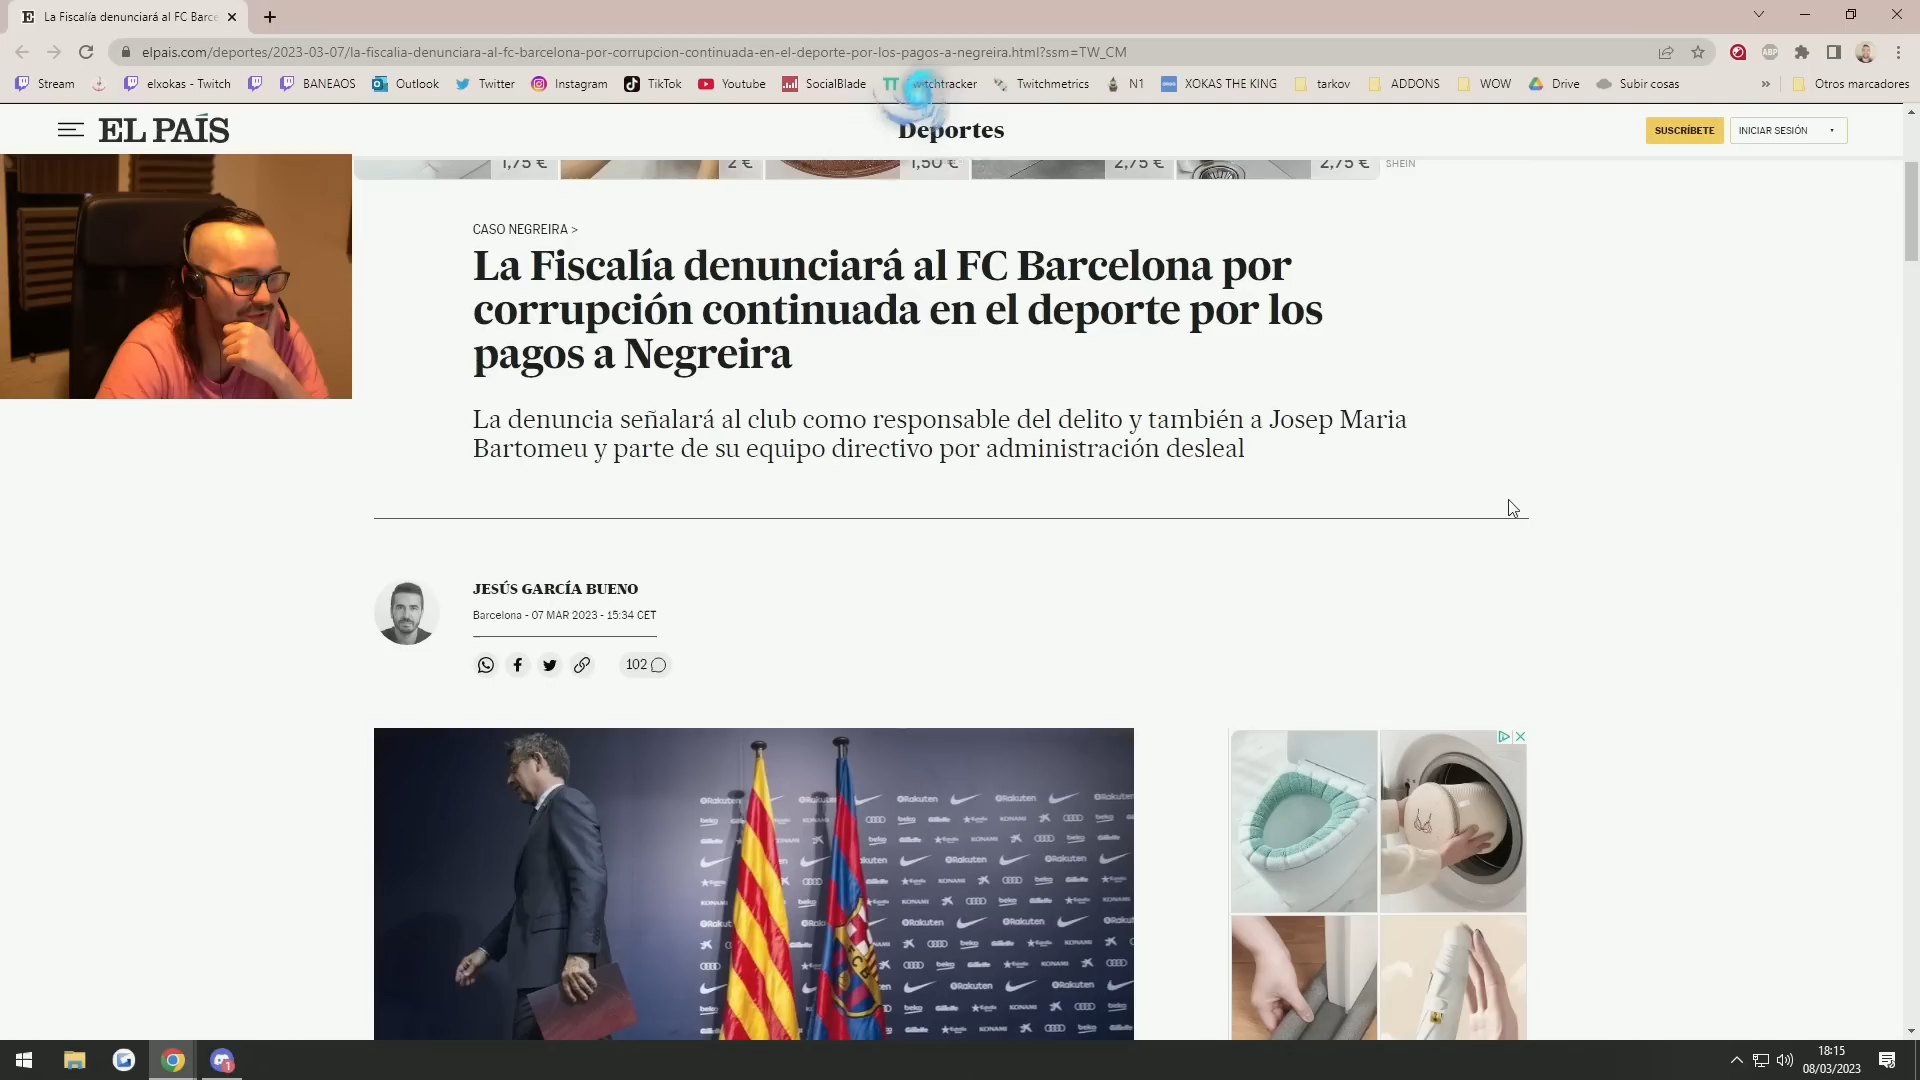 La Fiscalía denunciará al FC Barce
elpais.com/deportes/2023-03-07/la-fiscalia-denunciara-al-fc-barcelona-por-corrupcion-continuada-en-el-deporte-por-los-pagos-a-negreira.html?ssm=TW_CM
ABP
Stream elxokas - Twitch BANEAOS Outlook Twitter Instagram TikTok Youtube SocialBlade witchtracker Twitchmetrics N1 XOKAS THE KING tarkov ADDONS WOW Drive Subir cosas » Otros marcadores
EL PAÍS
Deportes
SUSCRÍBETE
INICIAR SESIÓN
1,75 € 2 € 1,50 € 2,75 € 2,75 € SHEIN
CASO NEGREIRA >
La Fiscalía denunciará al FC Barcelona por
corrupción continuada en el deporte por los
pagos a Negreira
La denuncia señalará al club como responsable del delito y también a Josep Maria
Bartomeu y parte de su equipo directivo por administración desleal
JESÚS GARCÍA BUENO
Barcelona - 07 MAR 2023 - 15:34 CET
102
Rakuten
beko
Gillette
KONAMI
18:15
08/03/2023